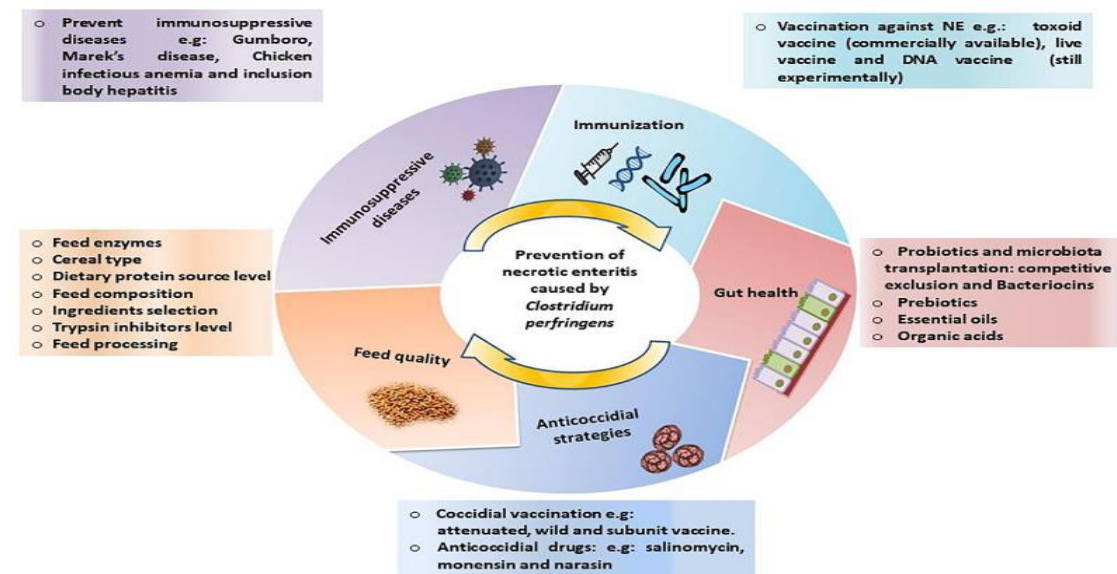 ○ Prevent immunosuppressive
diseases e.g: Gumboro,
Marek's disease, Chicken
infectious anemia and inclusion
body hepatitis
○ Vaccination against NE e.g.: toxoid
vaccine (commercially available), live
vaccine and DNA vaccine (still
experimentally)
Immunization
Immunosuppressive
diseases
○ Feed enzymes
○ Cereal type
○ Dietary protein source level
○ Feed composition
○ Ingredients selection
○ Trypsin inhibitors level
○ Feed processing
Prevention of
necrotic enteritis
caused by
Clostridium
perfringens
Gut health
○ Probiotics and microbiota
transplantation: competitive
exclusion and Bacteriocins
○ Prebiotics
○ Essential oils
○ Organic acids
Feed quality
Anticoccidial
strategies
○ Coccidial vaccination e.g:
attenuated, wild and subunit vaccine.
○ Anticoccidial drugs: e.g: salinomycin,
monensin and narasin